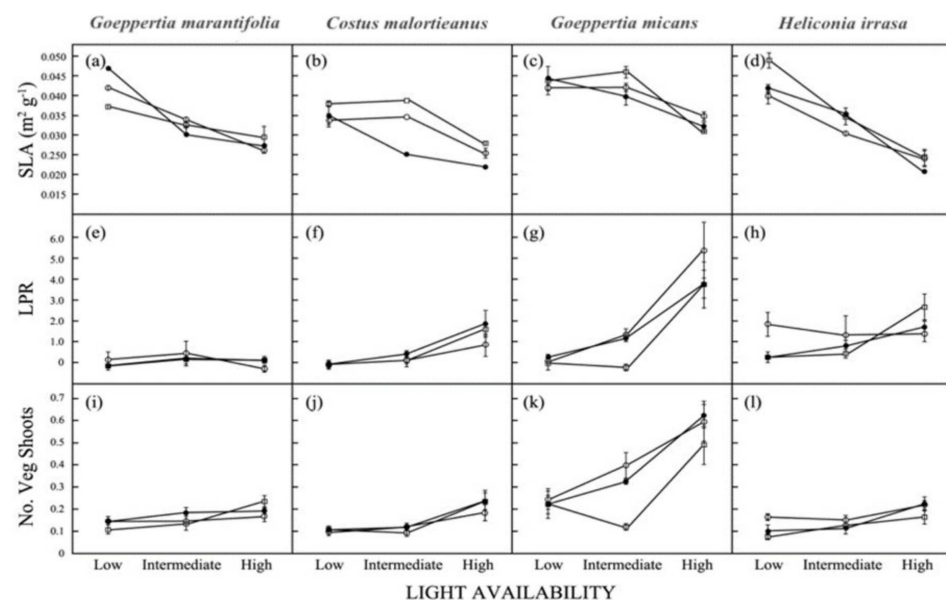 Goeppertia marantifolia Costus malortieanus Goeppertia micans Heliconia irrasa
(a) (b) (c) (d)
SLA (m² g⁻¹)
0.050
0.045
0.040
0.035
0.030
0.025
0.020
0.015
(e) (f) (g) (h)
LPR
6.0
5.0
4.0
3.0
2.0
1.0
0
(i) (j) (k) (l)
No. Veg Shoots
0.7
0.6
0.5
0.4
0.3
0.2
0.1
0
Low Intermediate High Low Intermediate High Low Intermediate High Low Intermediate High
LIGHT AVAILABILITY